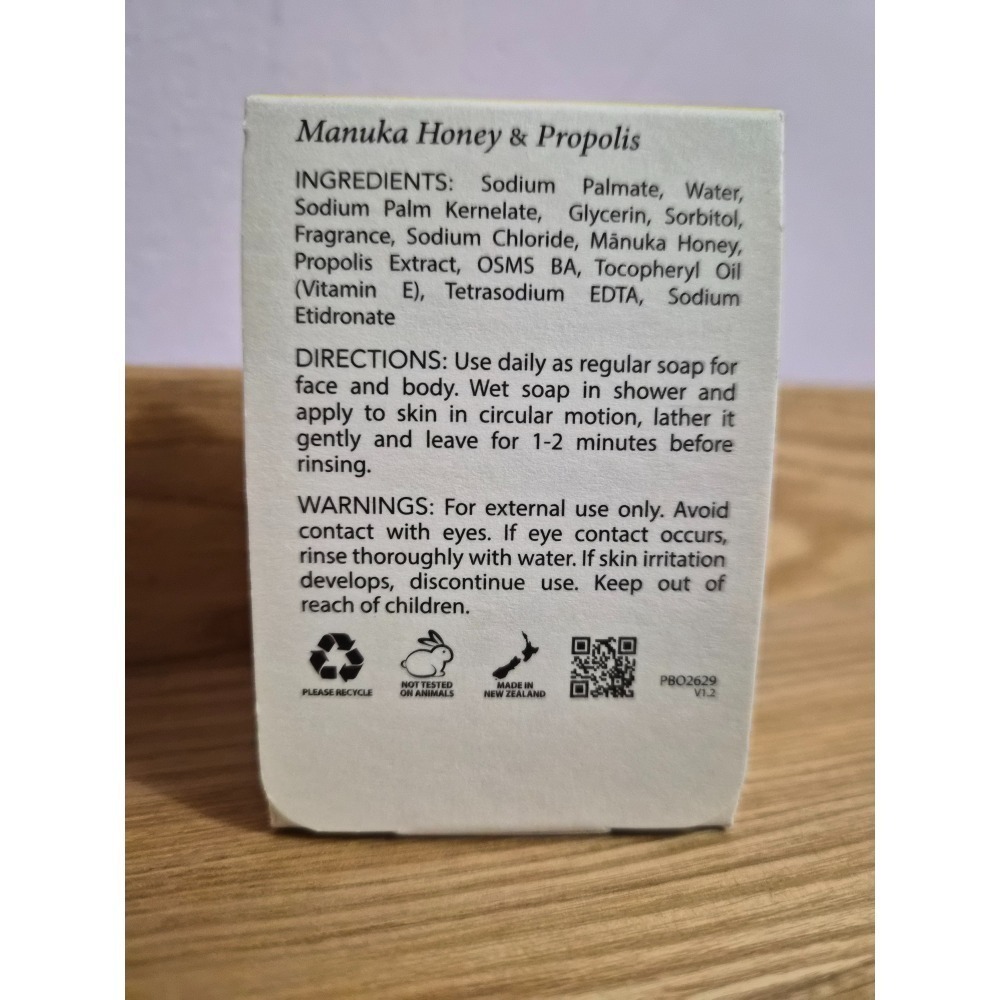 Manuka Honey & Propolis
INGREDIENTS: Sodium Palmate, Water,
Sodium Palm Kernelate, Glycerin, Sorbitol,
Fragrance, Sodium Chloride, Mānuka Honey,
Propolis Extract, OSMS BA, Tocopheryl Oil
(Vitamin E), Tetrasodium EDTA, Sodium
Etidronate
DIRECTIONS: Use daily as regular soap for
face and body. Wet soap in shower and
apply to skin in circular motion, lather it
gently and leave for 1-2 minutes before
rinsing.
WARNINGS: For external use only. Avoid
contact with eyes. If eye contact occurs,
rinse thoroughly with water. If skin irritation
develops, discontinue use. Keep out of
reach of children.
PLEASE RECYCLE
NOT TESTED
ON ANIMALS
MADE IN
NEW ZEALAND
PBO2629
V1.2